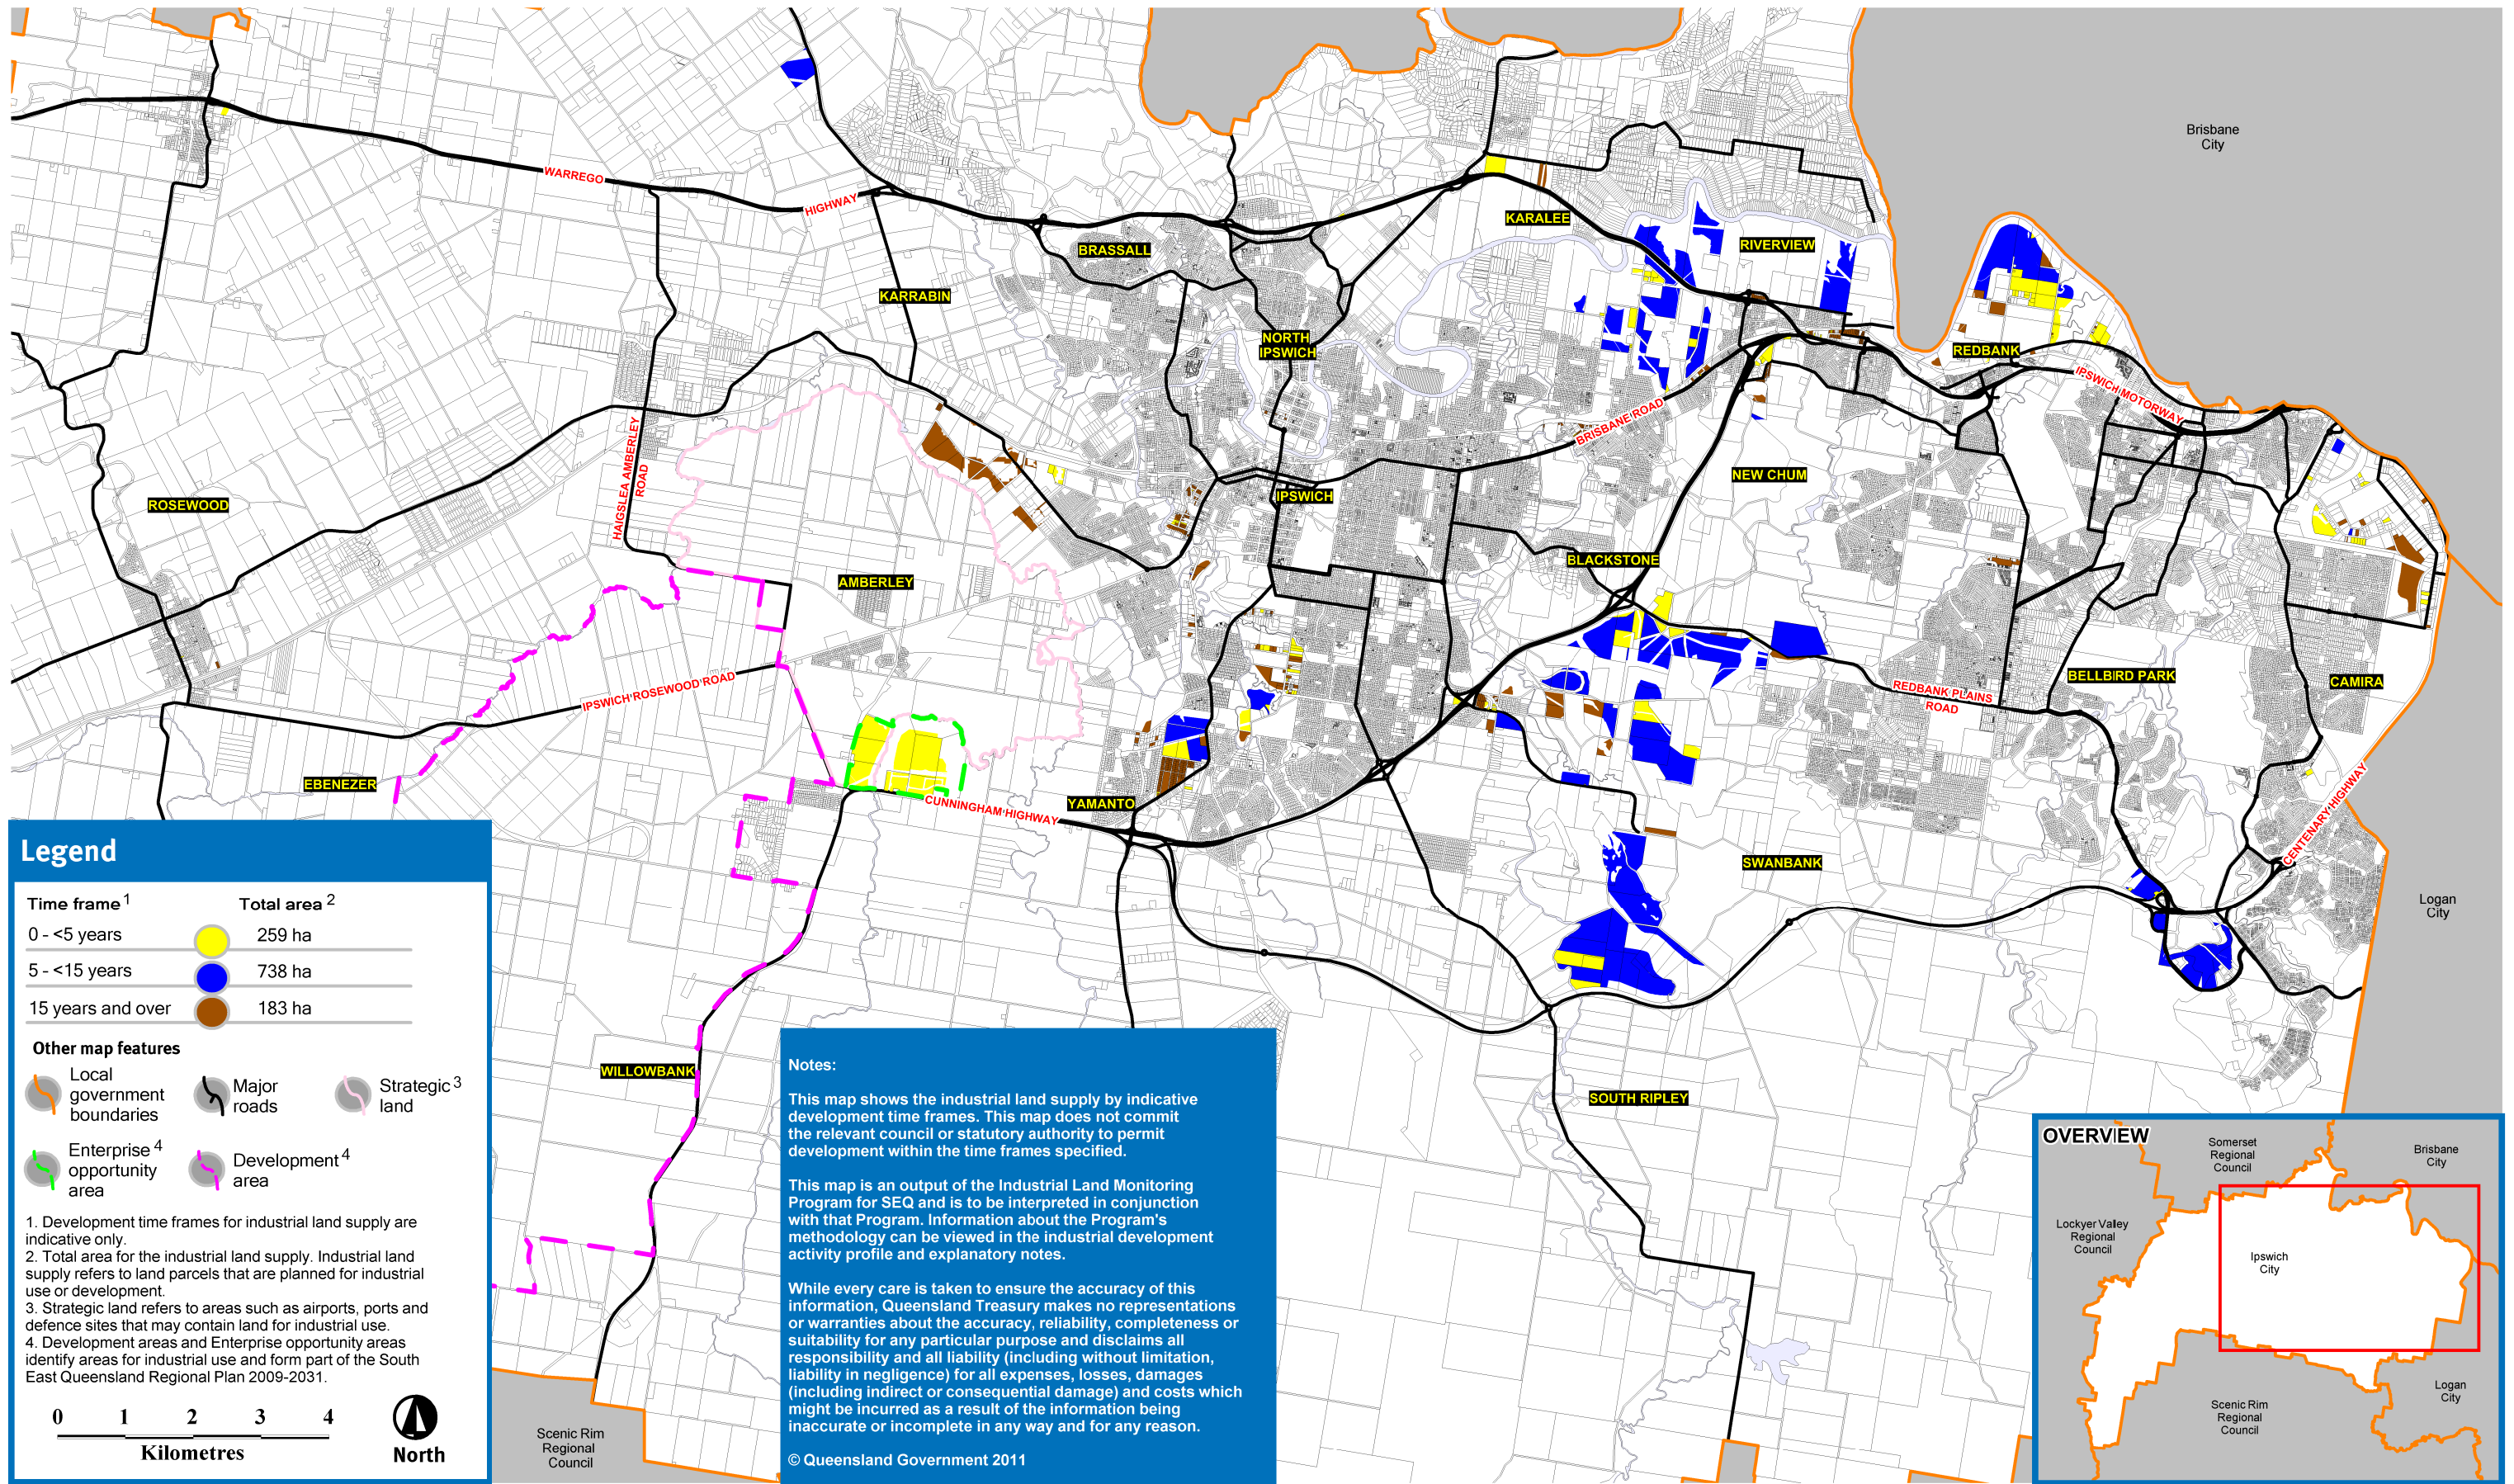 Brisbane
City
WARREGO
HIGHWAY
KARALEE
RIVERVIEW
BRASSALL
KARRABIN
NORTH
IPSWICH
REDBANK
IPSWICH MOTORWAY
BRISBANE ROAD
HAIGSLEA AMBERLEY
ROAD
NEW CHUM
IPSWICH
ROSEWOOD
BLACKSTONE
AMBERLEY
BELLBIRD PARK
CAMIRA
IPSWICH ROSEWOOD ROAD
REDBANK PLAINS
ROAD
EBENEZER
CUNNINGHAM HIGHWAY
YAMANTO
CENTENARY HIGHWAY
SWANBANK
Logan
City
WILLOWBANK
SOUTH RIPLEY
Scenic Rim
Regional
Council
Legend
Time frame 1 Total area 2
0 - <5 years 259 ha
5 - <15 years 738 ha
15 years and over 183 ha
Other map features
Local
government
boundaries
Major
roads
Strategic 3
land
Enterprise 4
opportunity
area
Development 4
area
1. Development time frames for industrial land supply are
indicative only.
2. Total area for the industrial land supply. Industrial land
supply refers to land parcels that are planned for industrial
use or development.
3. Strategic land refers to areas such as airports, ports and
defence sites that may contain land for industrial use.
4. Development areas and Enterprise opportunity areas
identify areas for industrial use and form part of the South
East Queensland Regional Plan 2009-2031.
0 1 2 3 4
Kilometres
North
Notes:
This map shows the industrial land supply by indicative
development time frames. This map does not commit
the relevant council or statutory authority to permit
development within the time frames specified.
This map is an output of the Industrial Land Monitoring
Program for SEQ and is to be interpreted in conjunction
with that Program. Information about the Program's
methodology can be viewed in the industrial development
activity profile and explanatory notes.
While every care is taken to ensure the accuracy of this
information, Queensland Treasury makes no representations
or warranties about the accuracy, reliability, completeness or
suitability for any particular purpose and disclaims all
responsibility and all liability (including without limitation,
liability in negligence) for all expenses, losses, damages
(including indirect or consequential damage) and costs which
might be incurred as a result of the information being
inaccurate or incomplete in any way and for any reason.
© Queensland Government 2011
OVERVIEW
Somerset
Regional
Council
Brisbane
City
Lockyer Valley
Regional
Council
Ipswich
City
Logan
City
Scenic Rim
Regional
Council